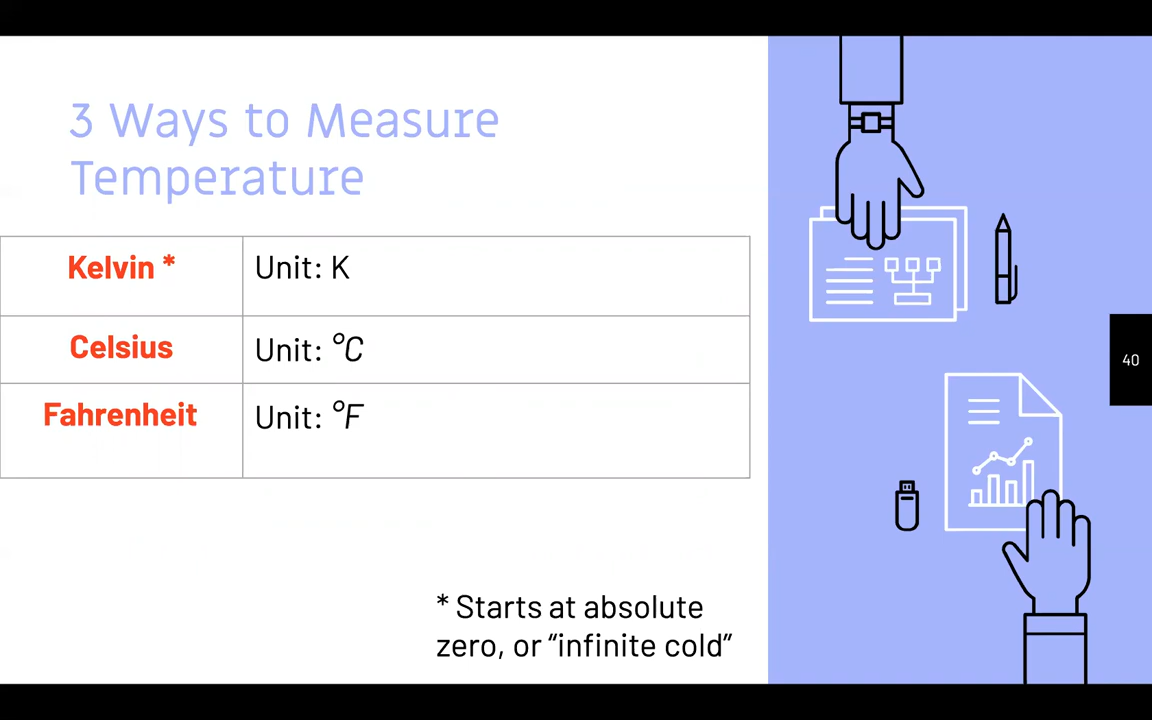 3 Ways to Measure
Temperature
Kelvin * Unit: K
Celsius Unit: °C
Fahrenheit Unit: °F
40
* Starts at absolute
zero, or “infinite cold”